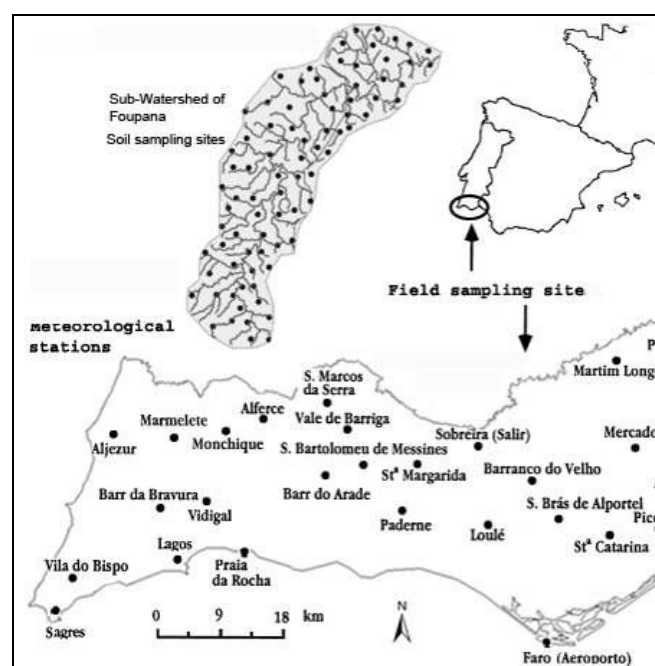 Sub-Watershed of
Foupana
Soil sampling sites
Field sampling site
meteorological
stations
S. Marcos
da Serra
Martim Long
Alferce
Marmelete
Vale de Barriga
Aljezur
Monchique
Sobreira (Salir)
Mercado
S. Bartolomeu de Messines
Stª Margarida
Barranco do Velho
Barr do Arade
Barr da Bravura
Vidigal
Paderne
S. Brás de Alportel
Loulé
Stª Catarina
Lagos
Praia
da Rocha
Vila do Bispo
Sagres
0 9 18 km
N
Faro (Aeroporto)